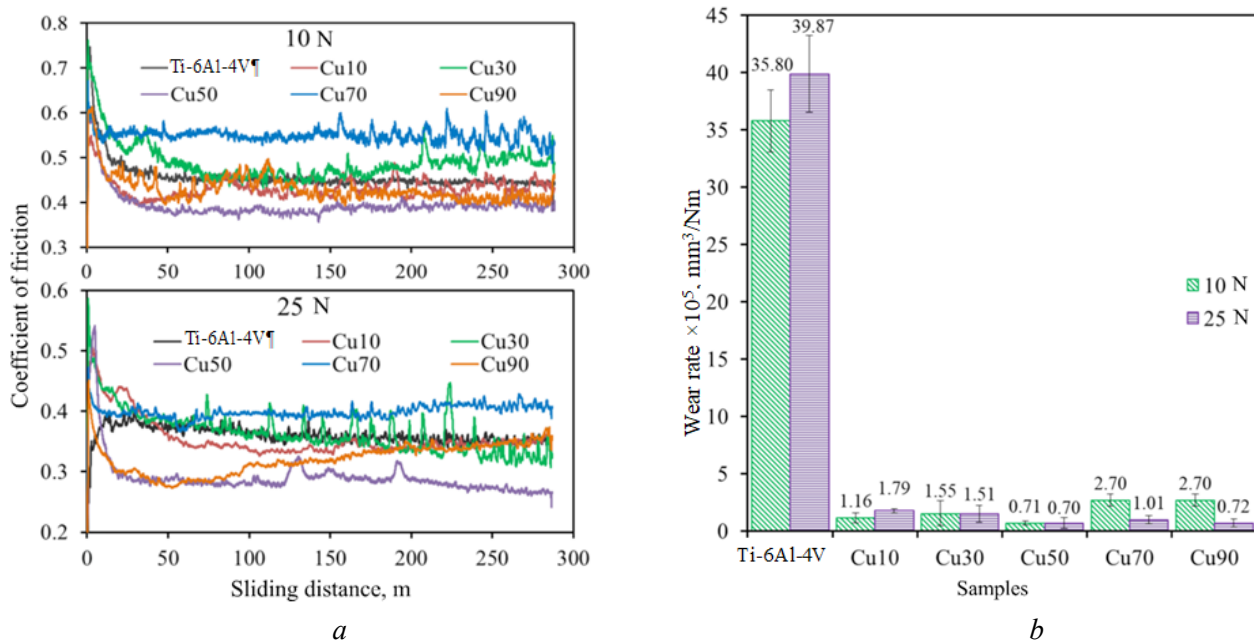 0.8
0.7
0.6
0.5
0.4
0.3
10 N
Ti-6Al-4V¶ Cu10 Cu30
Cu50 Cu70 Cu90
0 50 100 150 200 250 300
0.6
0.5
0.4
0.3
0.2
25 N
Ti-6Al-4V¶ Cu10 Cu30
Cu50 Cu70 Cu90
0 50 100 150 200 250 300
Coefficient of friction
Sliding distance, m
a
45
40
35
30
25
20
15
10
5
0
Wear rate ×10⁵, mm³/Nm
35.80 39.87
1.16 1.79
1.55 1.51
0.71 0.70
2.70 1.01
2.70 0.72
10 N
25 N
Ti-6Al-4V Cu10 Cu30 Cu50 Cu70 Cu90
Samples
b